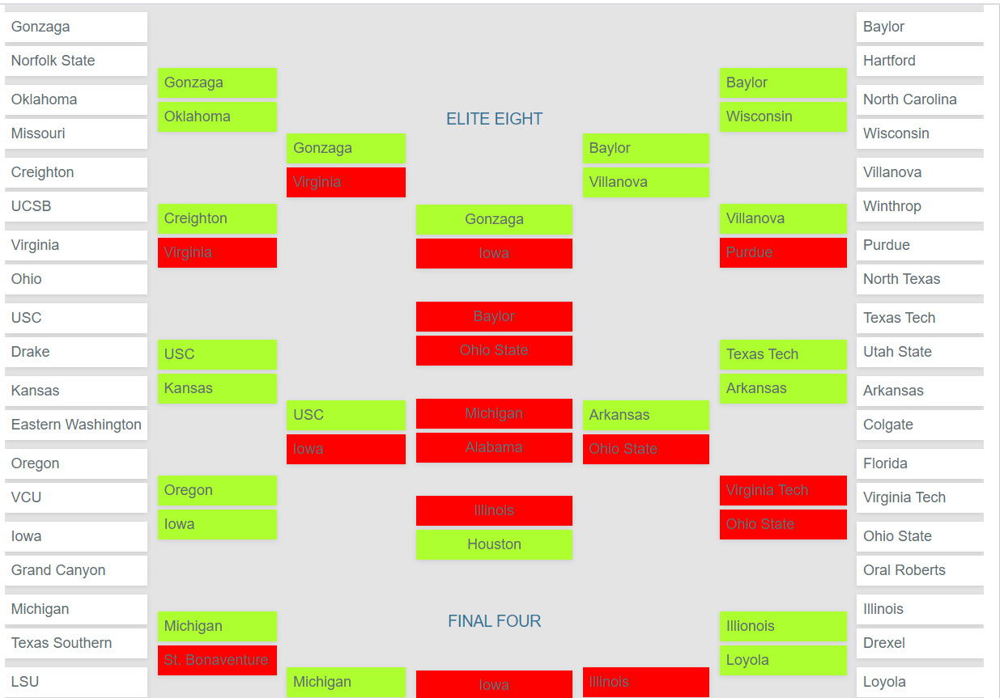 Gonzaga
Norfolk State
Oklahoma
Missouri
Creighton
UCSB
Virginia
Ohio
USC
Drake
Kansas
Eastern Washington
Oregon
VCU
Iowa
Grand Canyon
Michigan
Texas Southern
LSU
Gonzaga
Oklahoma
Creighton
Virginia
USC
Kansas
Oregon
Iowa
Michigan
St. Bonaventure
Gonzaga
Virginia
USC
Iowa
Michigan
ELITE EIGHT
Gonzaga
Iowa
Baylor
Ohio State
Michigan
Alabama
Illinois
Houston
FINAL FOUR
Iowa
Baylor
Villanova
Arkansas
Ohio State
Illinois
Baylor
Wisconsin
Villanova
Purdue
Texas Tech
Arkansas
Virginia Tech
Ohio State
Illionois
Loyola
Baylor
Hartford
North Carolina
Wisconsin
Villanova
Winthrop
Purdue
North Texas
Texas Tech
Utah State
Arkansas
Colgate
Florida
Virginia Tech
Ohio State
Oral Roberts
Illinois
Drexel
Loyola